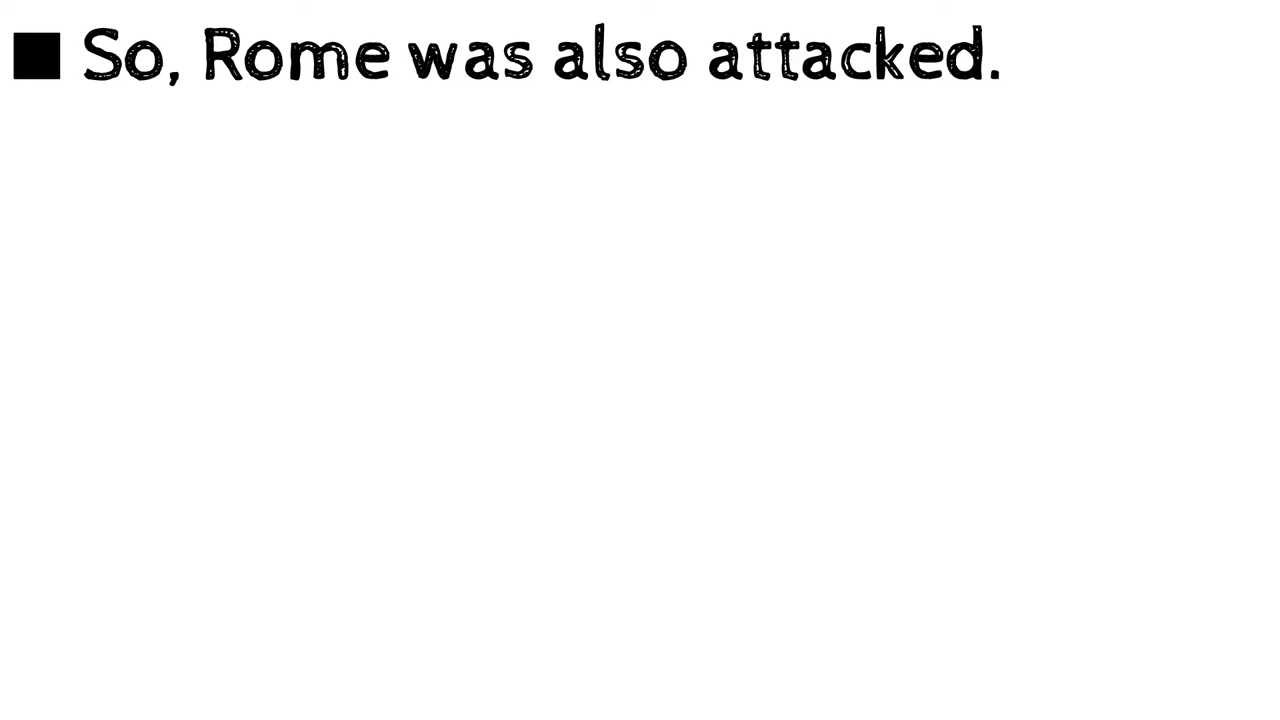 ■ So, Rome was also attacked.